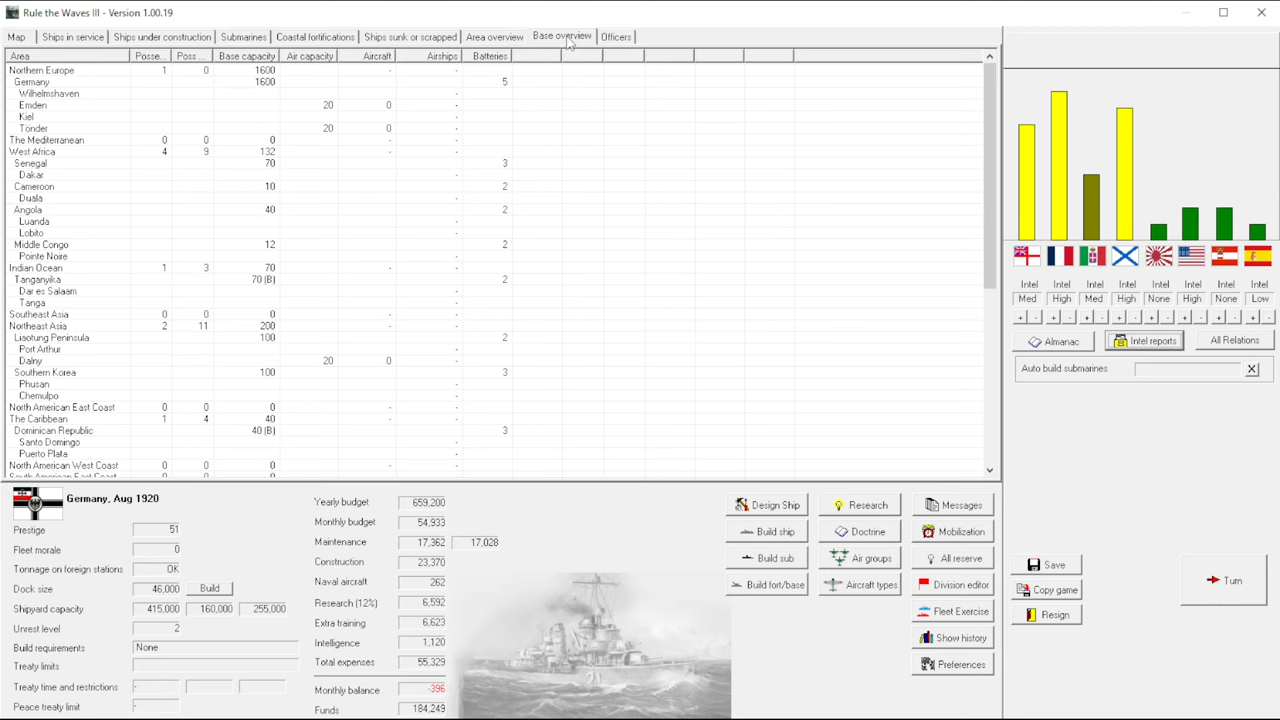 Rule the Waves III - Version 1.00.19
Map Ships in service Ships under construction Submarines Coastal fortifications Ships sunk or scrapped Area overview Base overview Officers
Area Posse... Poss ... Base capacity Air capacity Aircraft Airships Batteries
Northern Europe 1 0 1600 - -
Germany 1600 5
Wilhelmshaven -
Emden 20 0 -
Kiel -
Tonder 20 0 -
The Mediterranean 0 0 0 - -
West Africa 4 9 132 - -
Senegal 70 3
Dakar -
Cameroon 10 2
Duala -
Angola 40 2
Luanda -
Lobito -
Middle Congo 12 2
Pointe Noire -
Indian Ocean 1 3 70 - -
Tanganyika 70 (B) 2
Dar es Salaam -
Tanga -
Southeast Asia 0 0 0 - -
Northeast Asia 2 11 200 - -
Liaotung Peninsula 100 2
Port Arthur -
Dalny 20 0 -
Southern Korea 100 3
Phusan -
Chemulpo -
North American East Coast 0 0 0 - -
The Caribbean 1 4 40 - -
Dominican Republic 40 (B) 3
Santo Domingo -
Puerto Plata -
North American West Coast 0 0 0 - -
Intel Intel Intel Intel Intel Intel Intel Intel
Med High Med High None High None Low
+ - + - + - + - + - + - + - + -
Almanac Intel reports All Relations
Auto build submarines X
Germany, Aug 1920
Prestige 51
Fleet morale 0
Tonnage on foreign stations OK
Dock size 46,000 Build
Shipyard capacity 415,000 160,000 255,000
Unrest level 2
Build requirements None
Treaty limits
Treaty time and restrictions -
Peace treaty limit -
Yearly budget 659,200
Monthly budget 54,933
Maintenance 17,362 17,028
Construction 23,370
Naval aircraft 262
Research (12%) 6,592
Extra training 6,623
Intelligence 1,120
Total expenses 55,329
Monthly balance -396
Funds 184,249
Design Ship Research Messages
Build ship Doctrine Mobilization
Build sub Air groups All reserve
Build fort/base Aircraft types Division editor
Fleet Exercise
Show history
Preferences
Save
Copy game
Resign
Turn